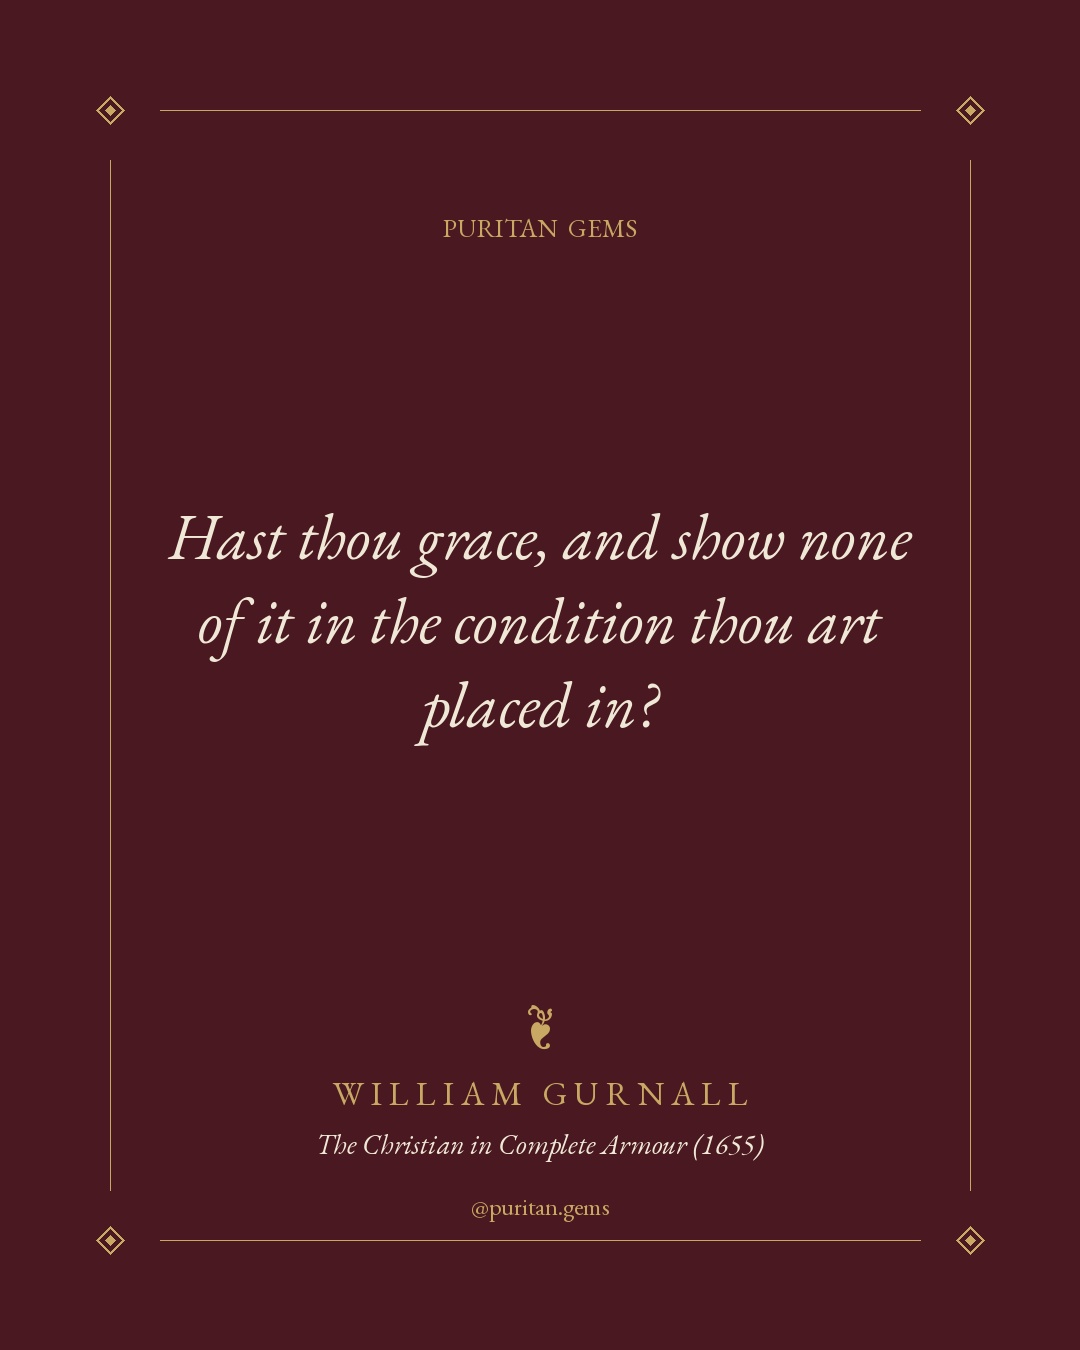 PURITAN GEMS
Hast thou grace, and show none
of it in the condition thou art
placed in?
WILLIAM GURNALL
The Christian in Complete Armour (1655)
@puritan.gems